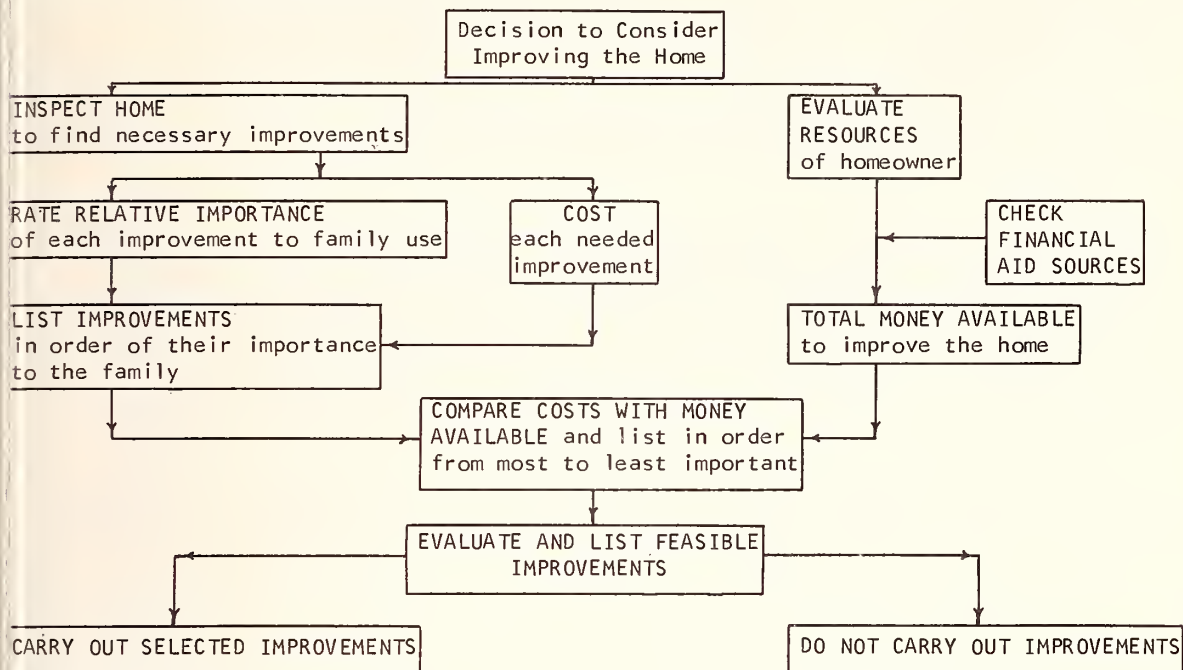 Decision to Consider
Improving the Home
INSPECT HOME
to find necessary improvements
EVALUATE
RESOURCES
of homeowner
RATE RELATIVE IMPORTANCE
of each improvement to family use
COST
each needed
improvement
CHECK
FINANCIAL
AID SOURCES
LIST IMPROVEMENTS
in order of their importance
to the family
TOTAL MONEY AVAILABLE
to improve the home
COMPARE COSTS WITH MONEY
AVAILABLE and list in order
from most to least important
EVALUATE AND LIST FEASIBLE
IMPROVEMENTS
CARRY OUT SELECTED IMPROVEMENTS
DO NOT CARRY OUT IMPROVEMENTS